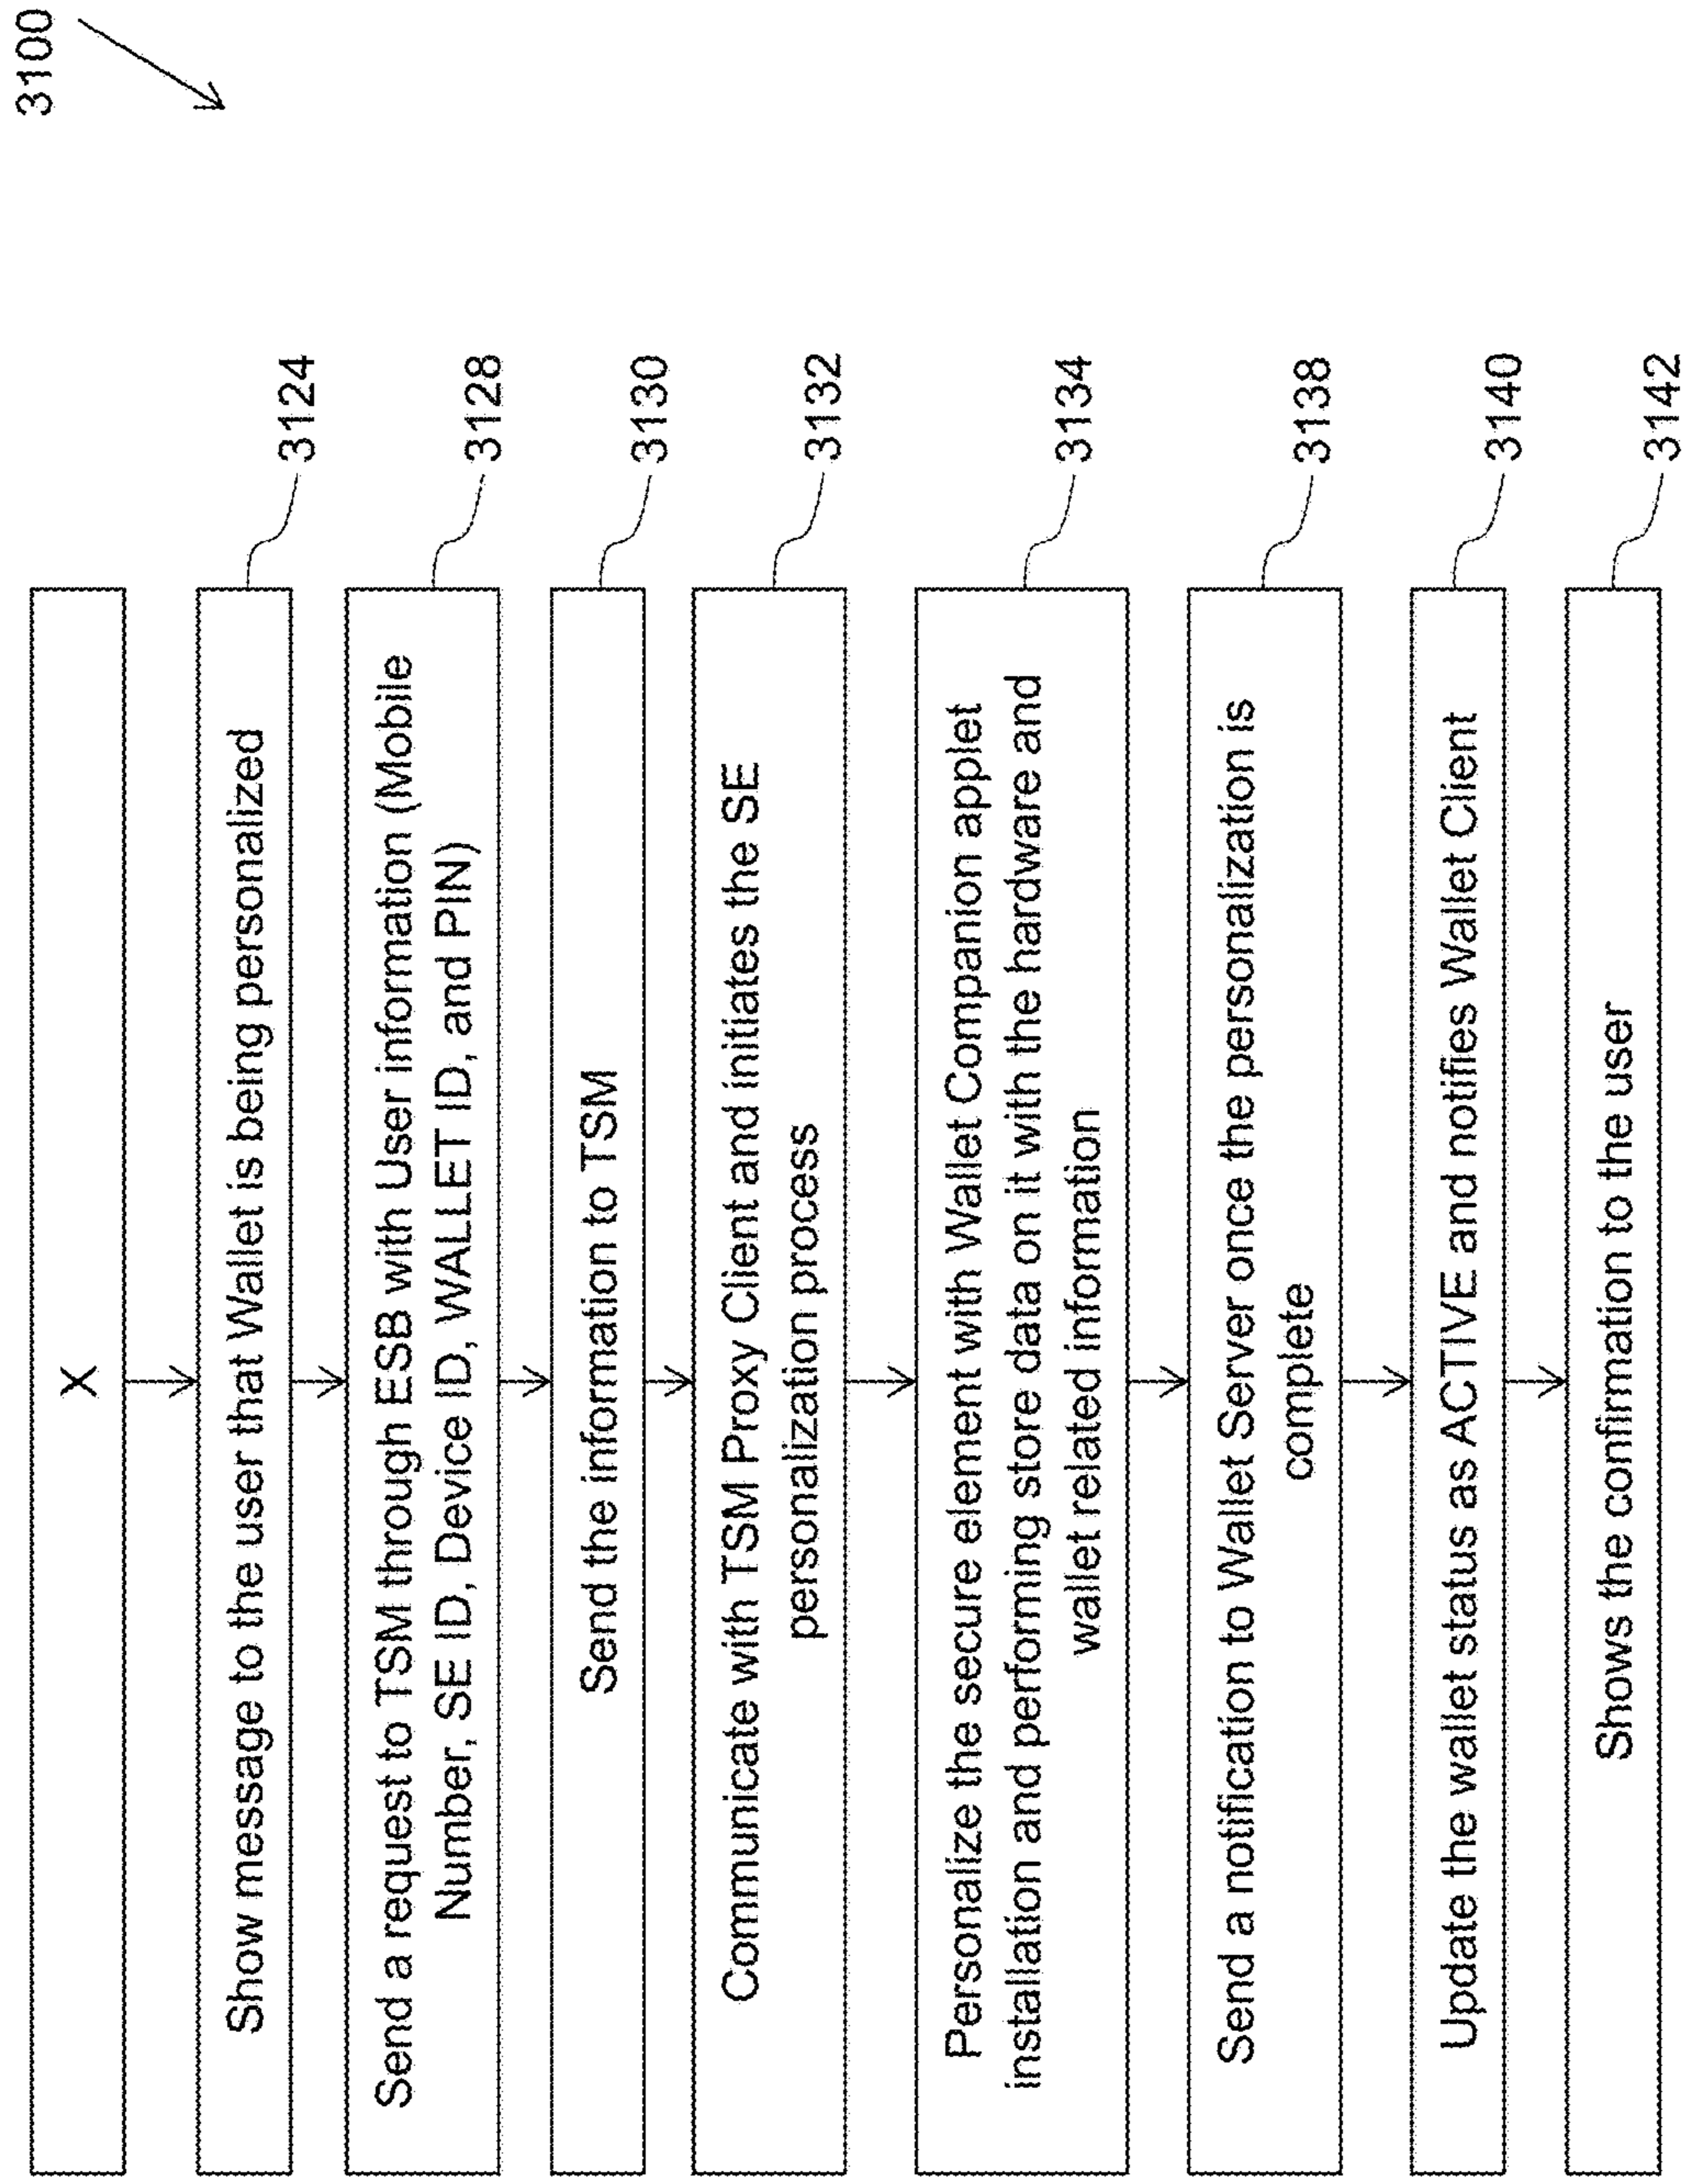 3100
X
Show message to the user that Wallet is being personalized
3124
Send a request to TSM through ESB with User information (Mobile
Number, SE ID, Device ID, WALLET ID, and PIN)
3128
Send the information to TSM
3130
Communicate with TSM Proxy Client and initiates the SE
personalization process
3132
Personalize the secure element with Wallet Companion applet
installation and performing store data on it with the hardware and
wallet related information
3134
Send a notification to Wallet Server once the personalization is
complete
3138
Update the wallet status as ACTIVE and notifies Wallet Client
3140
Shows the confirmation to the user
3142